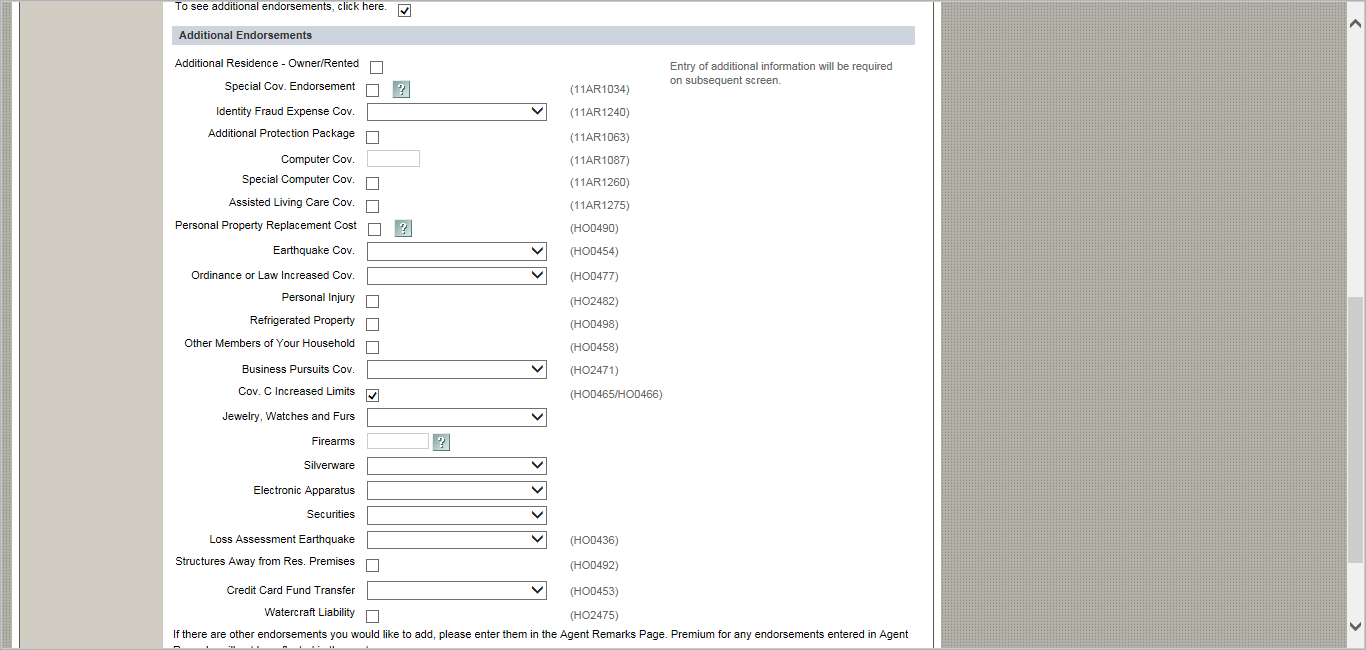 To see additional endorsements, click here.
Additional Endorsements
Additional Residence - Owner/Rented
Entry of additional information will be required
on subsequent screen.
Special Cov. Endorsement ? (11AR1034)
Identity Fraud Expense Cov. (11AR1240)
Additional Protection Package (11AR1063)
Computer Cov. (11AR1087)
Special Computer Cov. (11AR1260)
Assisted Living Care Cov. (11AR1275)
Personal Property Replacement Cost ? (HO0490)
Earthquake Cov. (HO0454)
Ordinance or Law Increased Cov. (HO0477)
Personal Injury (HO2482)
Refrigerated Property (HO0498)
Other Members of Your Household (HO0458)
Business Pursuits Cov. (HO2471)
Cov. C Increased Limits (HO0465/HO0466)
Jewelry, Watches and Furs
Firearms ?
Silverware
Electronic Apparatus
Securities
Loss Assessment Earthquake (HO0436)
Structures Away from Res. Premises (HO0492)
Credit Card Fund Transfer (HO0453)
Watercraft Liability (HO2475)
If there are other endorsements you would like to add, please enter them in the Agent Remarks Page. Premium for any endorsements entered in Agent